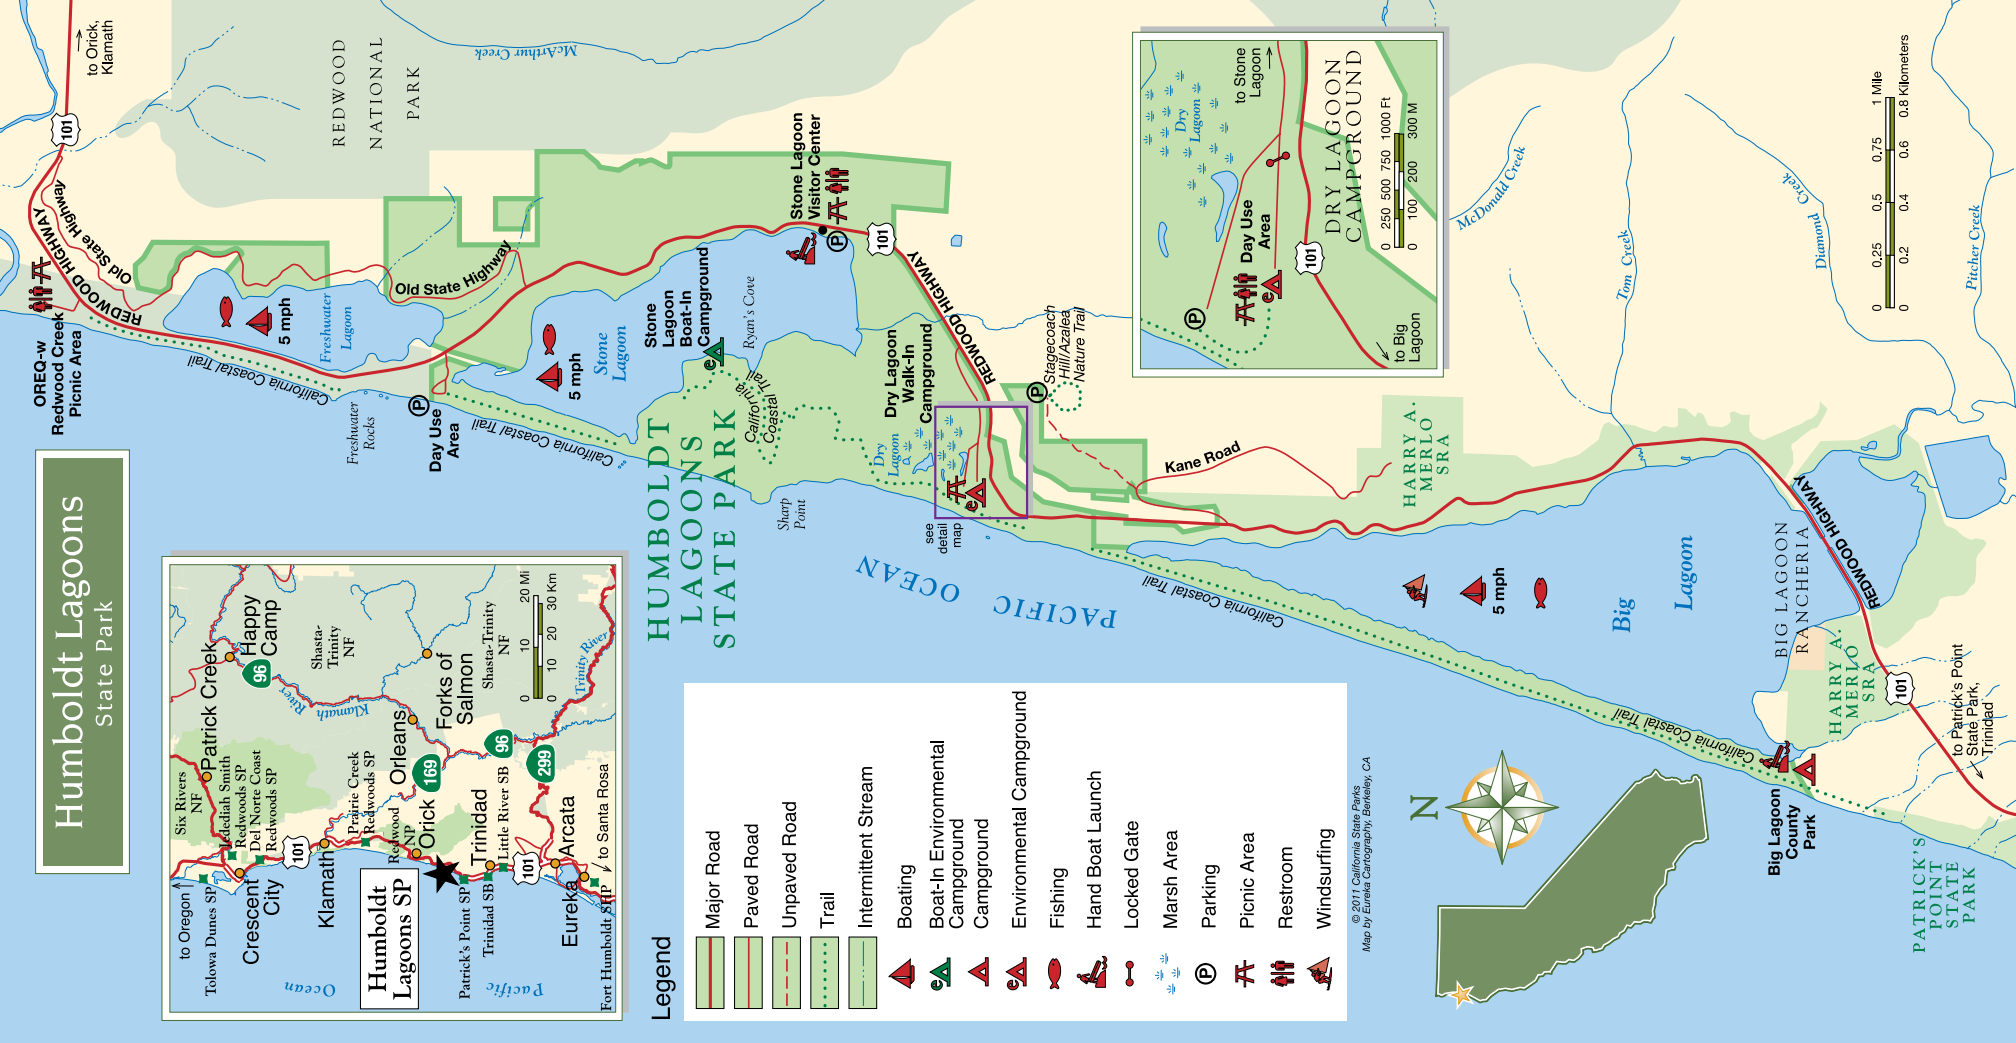 Humboldt Lagoons
State Park
to Orick,
Klamath
101
REDWOOD
NATIONAL
PARK
McArthur Creek
OREQ-w
Redwood Creek
Picnic Area
REDWOOD HIGHWAY
Old State Highway
REDWOOD
5 mph
Freshwater
Lagoon
California Coastal Trail
Freshwater
Rocks
Day Use
Area
P
Old State Highway
California Coastal Trail
5 mph
Stone
Lagoon
Stone
Lagoon
Boat-In
Campground
e
Ryan's Cove
Stone Lagoon
Visitor Center
P
101
REDWOOD HIGHWAY
California
Coastal
Trail
HUMBOLDT
LAGOONS
STATE PARK
Sharp
Point
Dry
Lagoon
Dry Lagoon
Walk-In
Campground
e
see
detail
map
REDWOOD
P
Stagecoach
Hill/Azalea
Nature Trail
Kane Road
PACIFIC OCEAN
California Coastal Trail
HARRY A.
MERLO
SRA
5 mph
Big
Lagoon
BIG LAGOON
RANCHERIA
REDWOOD HIGHWAY
REDWOOD
HARRY A.
MERLO
SRA
101
to Patrick's Point
State Park,
Trinidad
California Coastal Trail
California Coastal Trail
Big Lagoon
County
Park
PATRICK'S
POINT
STATE
PARK
McDonald Creek
Tom Creek
Diamond Creek
Pitcher Creek
0 0.25 0.5 0.75 1 Mile
0 0.2 0.4 0.6 0.8 Kilometers
Dry
Lagoon
to Stone
Lagoon
P
Day Use
Area
e
101
to Big
Lagoon
DRY LAGOON
CAMPGROUND
0 250 500 750 1000 Ft
0 100 200 300 M
to Oregon
Tolowa Dunes SP
Crescent
City
Six Rivers
NF
Patrick Creek
Jedediah Smith
Redwoods SP
Del Norte Coast
Redwoods SP
101
Klamath
Prairie Creek
Redwoods SP
Redwood
NP
Orick
Happy
Camp
96
Klamath River
Shasta-
Trinity
NF
Orleans
169
Forks of
Salmon
Shasta-Trinity
NF
96
299
Trinity River
Humboldt
Lagoons SP
Patrick's Point SP
Trinidad
Trinidad SB
Little River SB
101
Arcata
Eureka
to Santa Rosa
Fort Humboldt SHP
Pacific Ocean
0 10 20 Mi
0 10 20 30 Km
Legend
Major Road
Paved Road
Unpaved Road
Trail
Intermittent Stream
Boating
e Boat-In Environmental
Campground
Campground
e Environmental Campground
Fishing
Hand Boat Launch
Locked Gate
Marsh Area
P Parking
Picnic Area
Restroom
Windsurfing
© 2011 California State Parks
Map by Eureka Cartography, Berkeley, CA
N